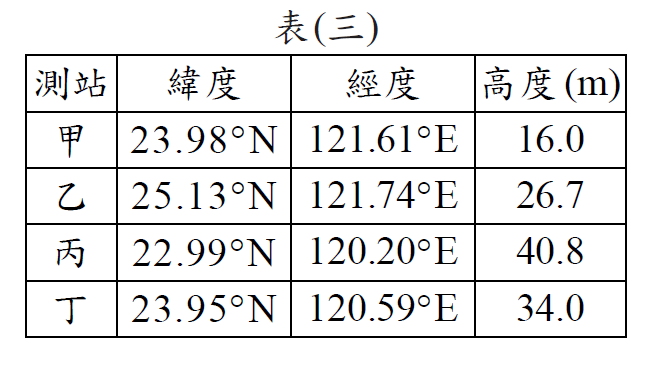 表(三)
測站 緯度 經度 高度(m)
甲 23.98°N 121.61°E 16.0
乙 25.13°N 121.74°E 26.7
丙 22.99°N 120.20°E 40.8
丁 23.95°N 120.59°E 34.0